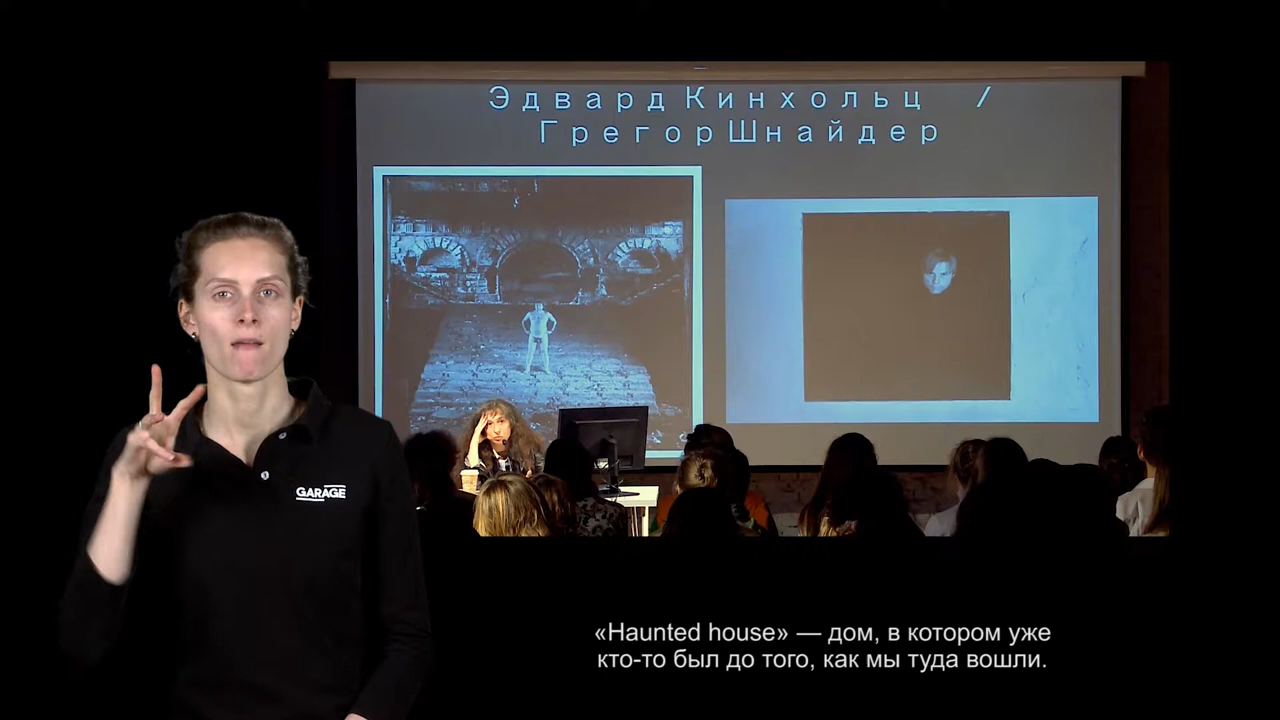 Эдвард Кинхольц /
Грегор Шнайдер
GARAGE
«Haunted house» — дом, в котором уже
кто-то был до того, как мы туда вошли.